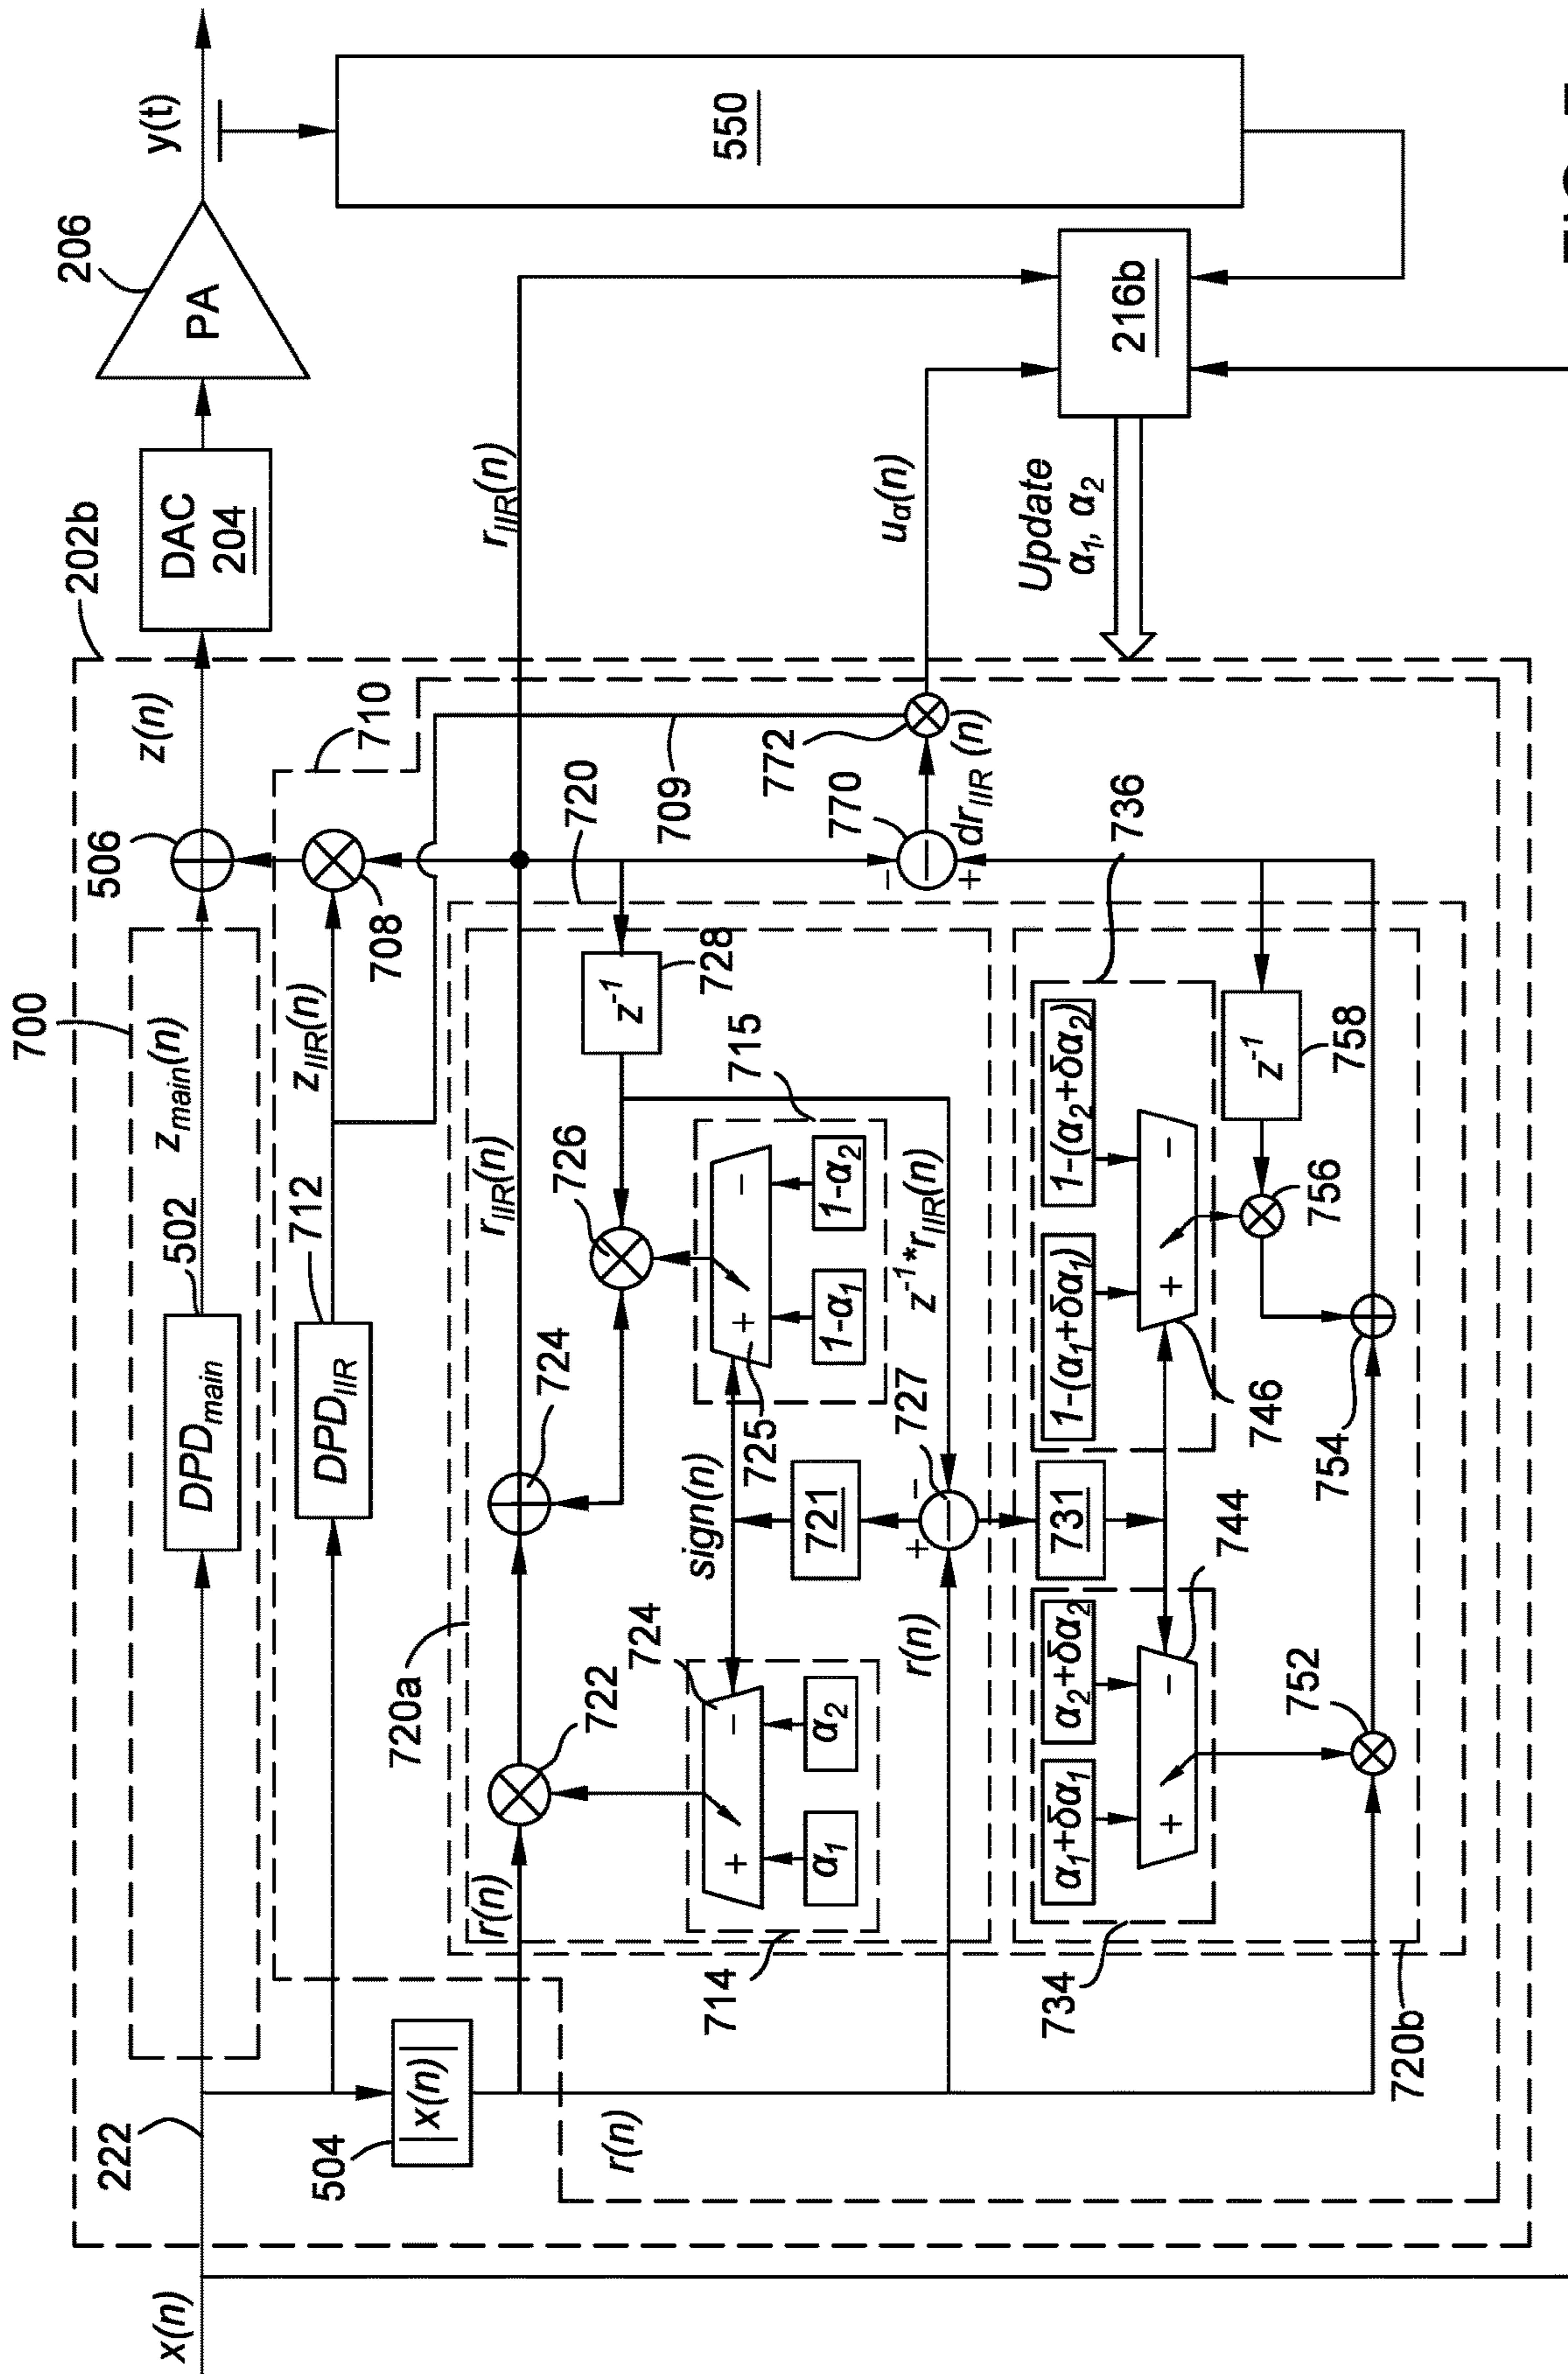 x(n)
222
700
DPD_main
502
z_main(n)
506
z(n)
202b
DAC
204
PA
206
y(t)
504
|x(n)|
r(n)
DPD_IIR
712
z_IIR(n)
708
710
r(n)
720a
722
724
r_IIR(n)
720
r_IIR(n)
550
714
α1
α2
+
−
724
sign(n)
725
726
z^-1
728
709
715
1-α1
1-α2
+
−
721
727
+
−
r(n)
z^-1*r_IIR(n)
770
−
+
dr_IIR(n)
772
u_α(n)
Update
α1, α2
216b
734
α1+δα1
α2+δα2
+
−
744
731
1-(α1+δα1)
1-(α2+δα2)
+
−
746
736
z^-1
758
756
752
754
720b